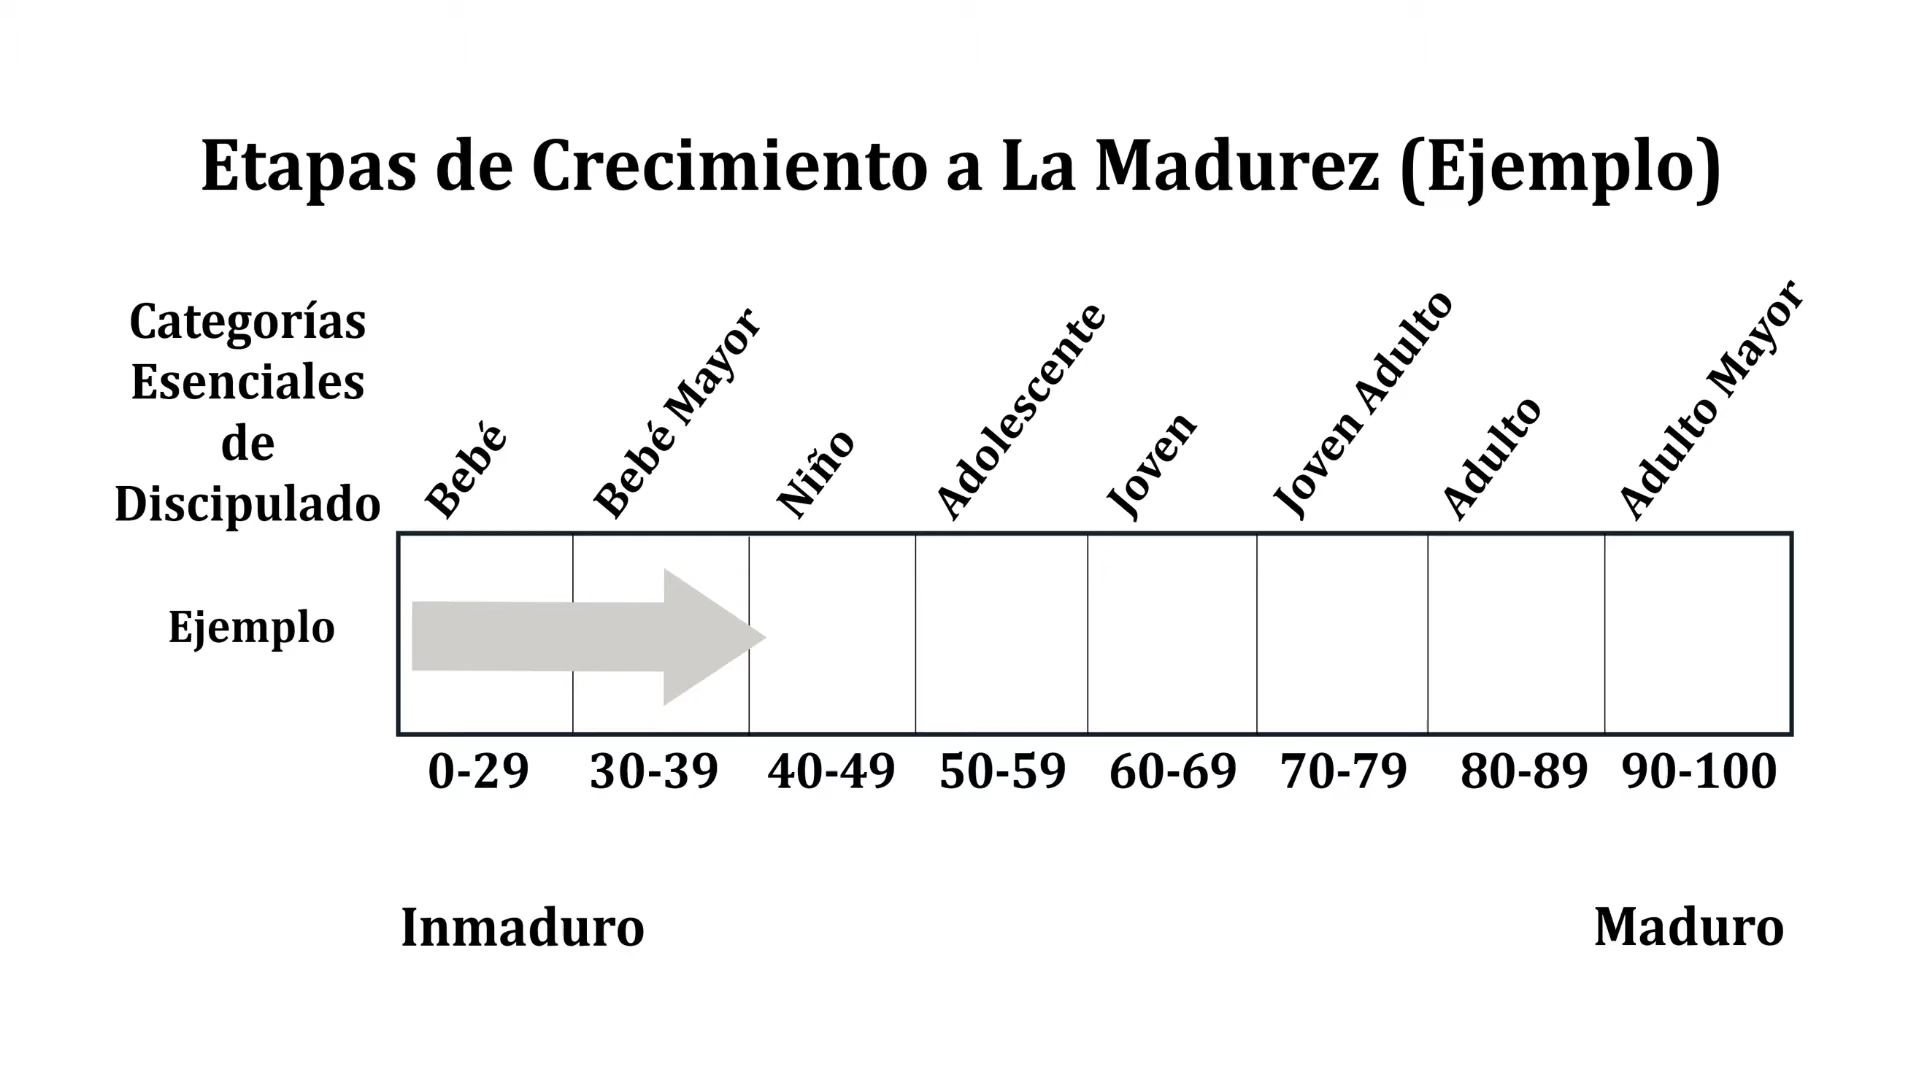 Etapas de Crecimiento a La Madurez (Ejemplo)
Categorías
Esenciales
de
Discipulado
Bebé
Bebé Mayor
Niño
Adolescente
Joven
Joven Adulto
Adulto
Adulto Mayor
Ejemplo
0-29 30-39 40-49 50-59 60-69 70-79 80-89 90-100
Inmaduro Maduro